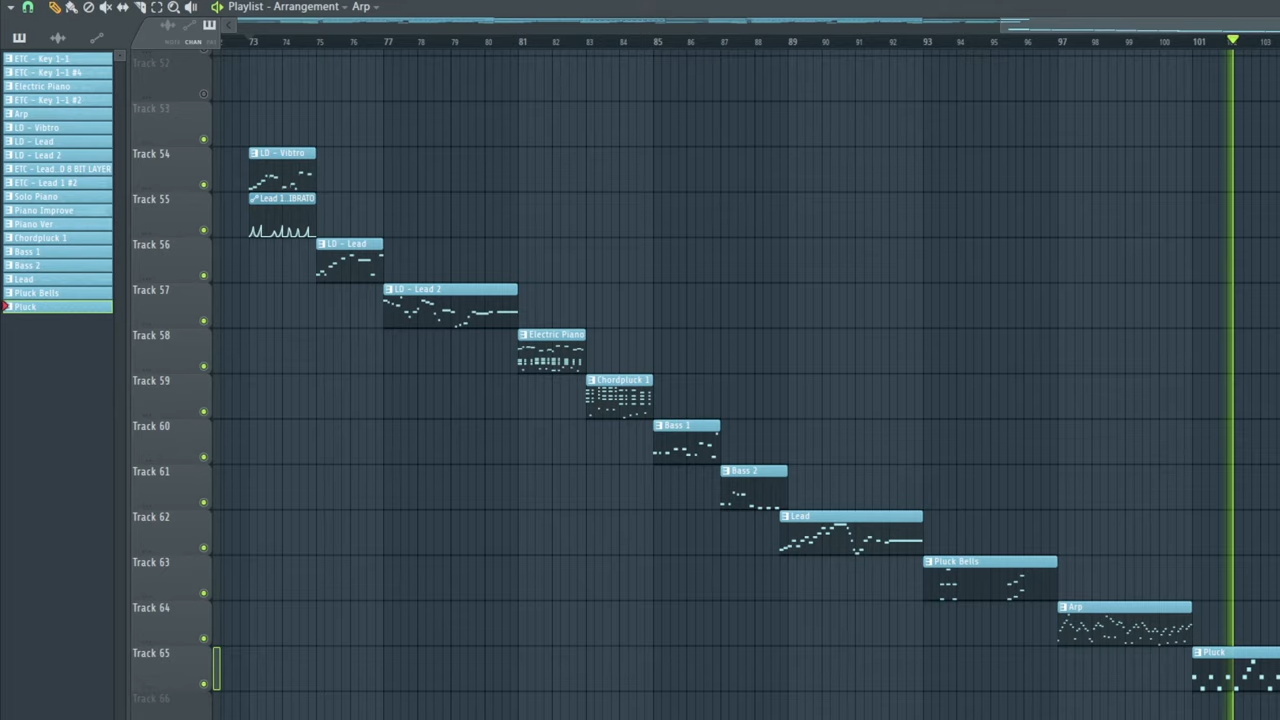 Playlist - Arrangement › Arp ›
NOTE CHAN PAT
73 74 75 76 77 78 79 80 81 82 83 84 85 86 87 88 89 90 91 92 93 94 95 96 97 98 99 100 101 103
ETC - Key 1-1
ETC - Key 1-1 #4
Electric Piano
ETC - Key 1-1 #2
Arp
LD - Vibtro
LD - Lead
LD - Lead 2
ETC - Lead..D 8 BIT LAYER
ETC - Lead 1 #2
Solo Piano
Piano Improve
Piano Ver..
Chordpluck 1
Bass 1
Bass 2
Lead
Pluck Bells
Pluck
Track 52
Track 53
Track 54
LD - Vibtro
Track 55
Lead 1..IBRATO
Track 56
LD - Lead
Track 57
LD - Lead 2
Track 58
Electric Piano
Track 59
Chordpluck 1
Track 60
Bass 1
Track 61
Bass 2
Track 62
Lead
Track 63
Pluck Bells
Track 64
Arp
Track 65
Pluck
Track 66